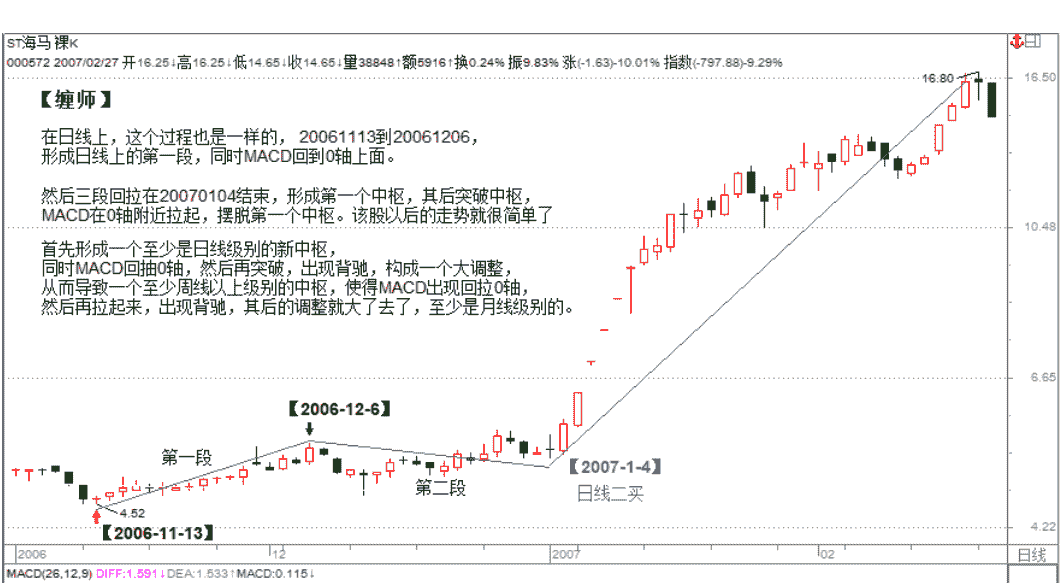 ST海马 裸K
000572 2007/02/27 开16.25↓高16.25↓低14.65↓收14.65↓量38848↑额5916↑换0.24% 振9.83% 涨(-1.63)-10.01% 指数(-797.88)-9.29%
【缠师】
在日线上，这个过程也是一样的， 20061113到20061206，
形成日线上的第一段，同时MACD回到0轴上面。
然后三段回拉在20070104结束，形成第一个中枢，其后突破中枢，
MACD在0轴附近拉起，摆脱第一个中枢。该股以后的走势就很简单了
首先形成一个至少是日线级别的新中枢，
同时MACD回抽0轴，然后再突破，出现背驰，构成一个大调整，
从而导致一个至少周线以上级别的中枢，使得MACD出现回拉0轴，
然后再拉起来，出现背驰，其后的调整就大了去了，至少是月线级别的。
16.80
16.50
10.48
6.65
4.22
【2006-12-6】
第一段
第二段
【2007-1-4】
日线二买
4.52
【2006-11-13】
2006
12
2007
02
日线
MACD(26,12,9) DIFF:1.591↓DEA:1.533↑MACD:0.115↓